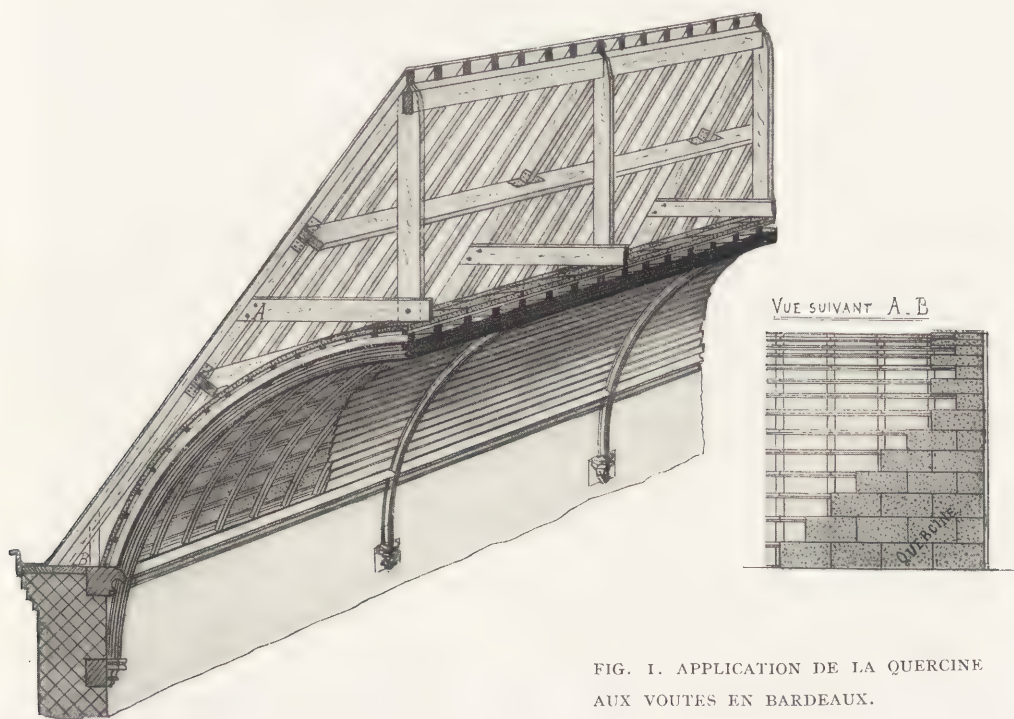 A
VUE SUIVANT A.B
QUERCINE
FIG. I. APPLICATION DE LA QUERCINE
AUX VOUTES EN BARDEAUX.